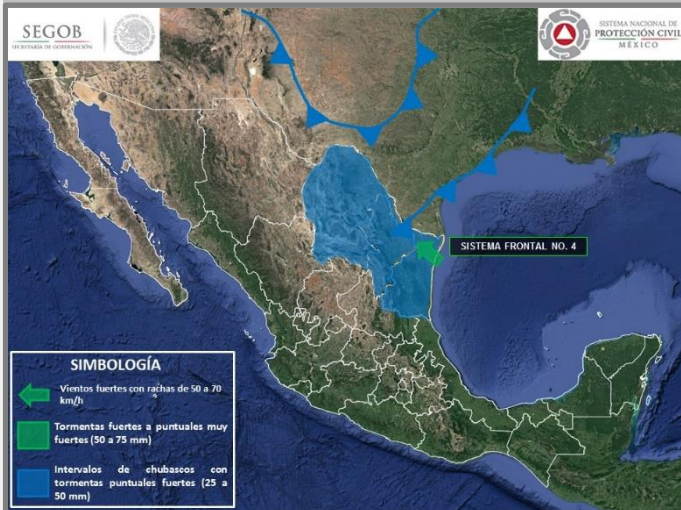 SEGOB
SECRETARÍA DE GOBERNACIÓN
SISTEMA NACIONAL DE
PROTECCIÓN CIVIL
MÉXICO
SISTEMA FRONTAL NO. 4
SIMBOLOGÍA
Vientos fuertes con rachas de 50 a 70
km/h
Tormentas fuertes a puntuales muy
fuertes (50 a 75 mm)
Intervalos de chubascos con
tormentas puntuales fuertes (25 a
50 mm)